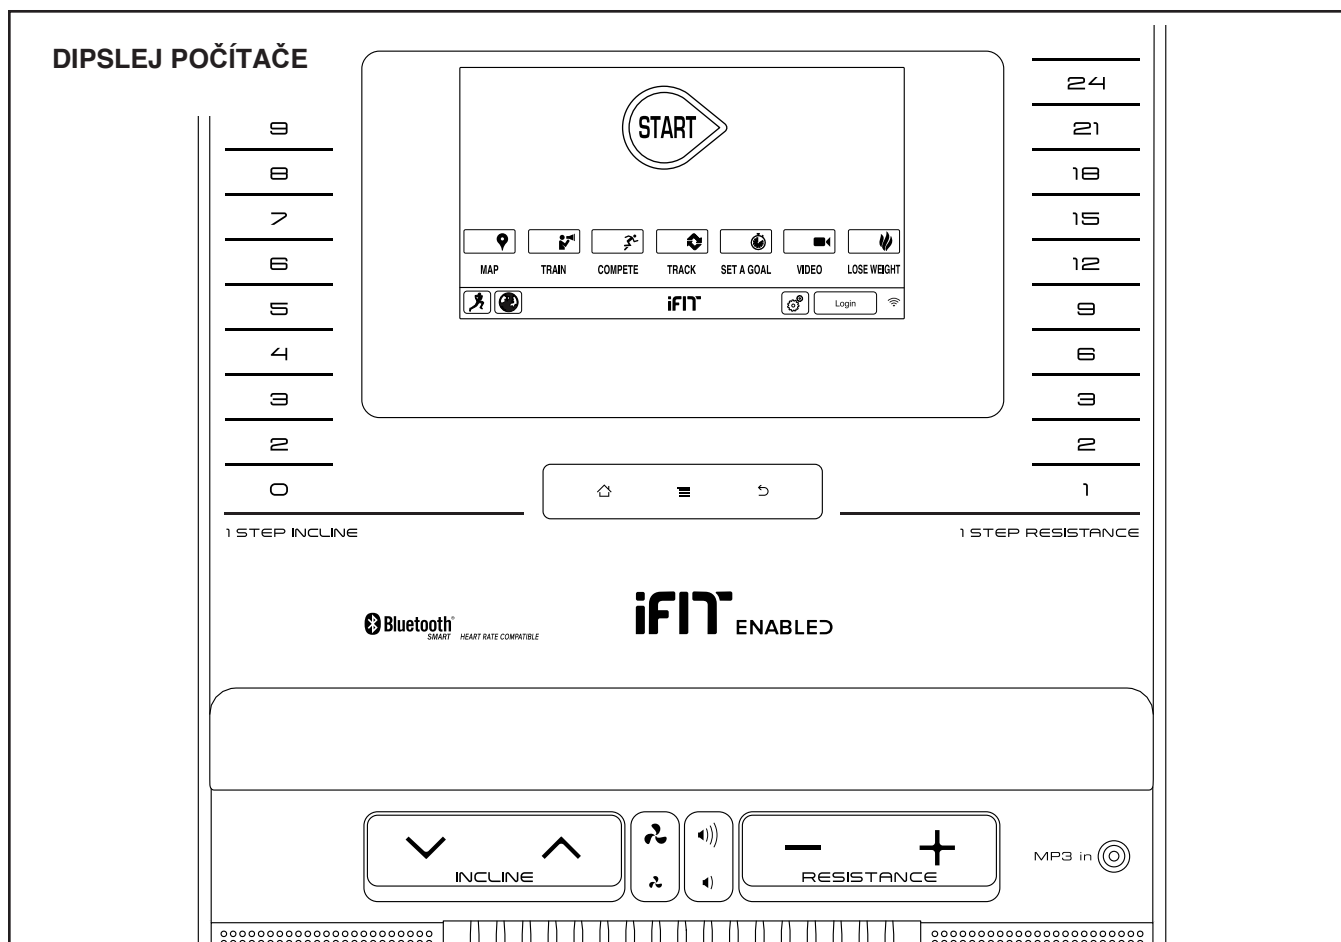 DIPSLEJ POČÍTAČE
9
8
7
6
5
4
3
2
0
1 STEP INCLINE
START
MAP TRAIN COMPETE TRACK SET A GOAL VIDEO LOSE WEIGHT
iFIT Login
24
21
18
15
12
9
6
3
2
1
1 STEP RESISTANCE
Bluetooth®
SMART HEART RATE COMPATIBLE
iFIT ENABLED
INCLINE
RESISTANCE
MP3 in